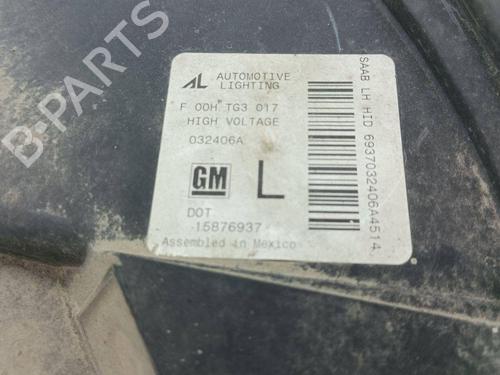 B-PARTS
AL AUTOMOTIVE
LIGHTING
F 00H TG3 017
HIGH VOLTAGE
032406A
GM L
DOT
15876937
Assembled in Mexico
SAAB LH HID 6937032406A4514